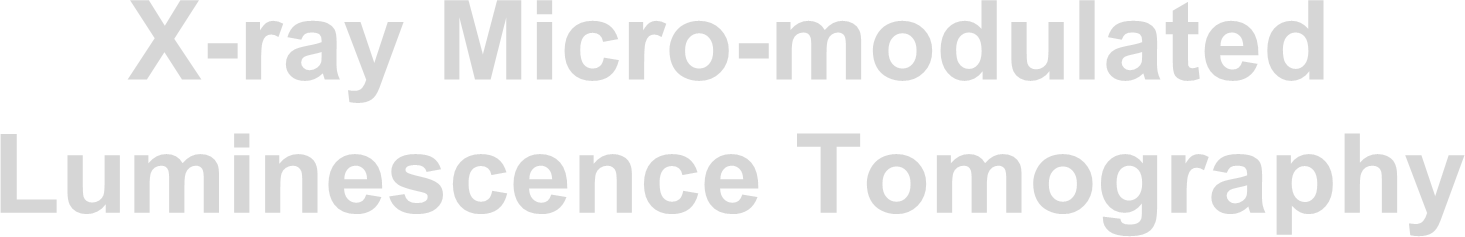 X-ray Micro-modulated
Luminescence Tomography